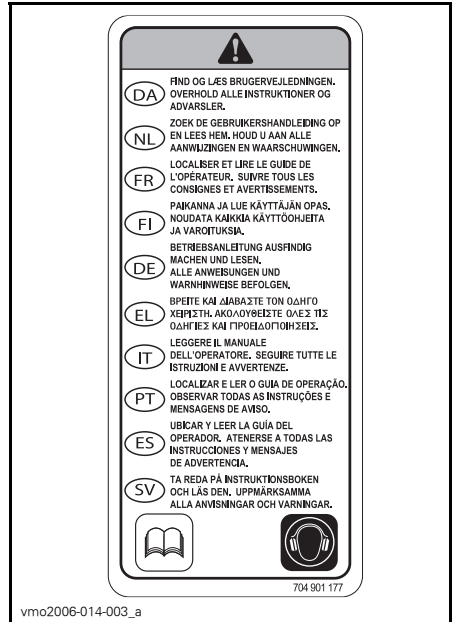 DA
FIND OG LÆS BRUGERVEJLEDNINGEN.
OVERHOLD ALLE INSTRUKTIONER OG
ADVARSLER.
NL
ZOEK DE GEBRUIKERSHANDLEIDING OP
EN LEES HEM. HOUD U AAN ALLE
AANWIJZINGEN EN WAARSCHUWINGEN.
FR
LOCALISER ET LIRE LE GUIDE DE
L'OPÉRATEUR. SUIVRE TOUS LES
CONSIGNES ET AVERTISSEMENTS.
FI
PAIKANNA JA LUE KÄYTTÄJÄN OPAS.
NOUDATA KAIKKIA KÄYTTÖOHJEITA
JA VAROITUKSIA.
DE
BETRIEBSANLEITUNG AUSFINDIG
MACHEN UND LESEN.
ALLE ANWEISUNGEN UND
WARNHINWEISE BEFOLGEN.
EL
ΒΡΕΙΤΕ ΚΑΙ ΔΙΑΒΑΣΤΕ ΤΟΝ ΟΔΗΓΟ
ΧΕΙΡΙΣΤΗ. ΑΚΟΛΟΥΘΕΙΣΤΕ ΟΛΕΣ ΤΙΣ
ΟΔΗΓΙΕΣ ΚΑΙ ΠΡΟΕΙΔΟΠΟΙΗΣΕΙΣ.
IT
LEGGERE IL MANUALE
DELL'OPERATORE. SEGUIRE TUTTE LE
ISTRUZIONI E AVVERTENZE.
PT
LOCALIZAR E LER O GUIA DE OPERAÇÃO.
OBSERVAR TODAS AS INSTRUÇÕES E
MENSAGENS DE AVISO.
ES
UBICAR Y LEER LA GUÍA DEL
OPERADOR. ATENERSE A TODAS LAS
INSTRUCCIONES Y MENSAJES
DE ADVERTENCIA.
SV
TA REDA PÅ INSTRUKTIONSBOKEN
OCH LÄS DEN. UPPMÄRKSAMMA
ALLA ANVISNINGAR OCH VARNINGAR.
704 901 177
vmo2006-014-003_a